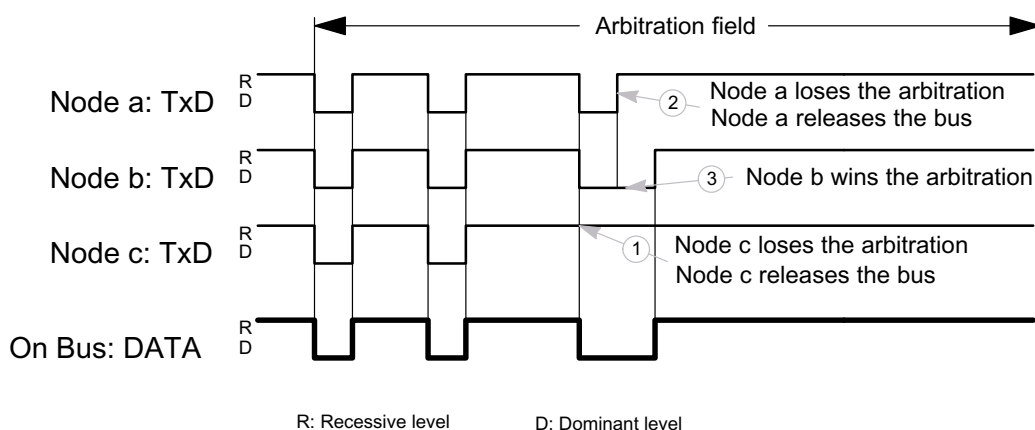 Arbitration field
Node a: TxD
R
D
2
Node a loses the arbitration
Node a releases the bus
Node b: TxD
R
D
3
Node b wins the arbitration
Node c: TxD
R
D
1
Node c loses the arbitration
Node c releases the bus
On Bus: DATA
R
D
R: Recessive level
D: Dominant level